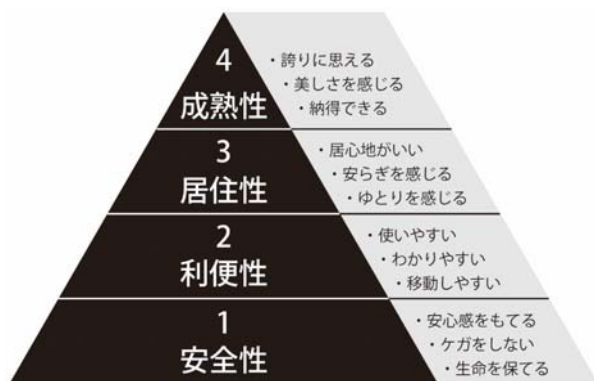 4
成熟性
・誇りに思える
・美しさを感じる
・納得できる
3
居住性
・居心地がいい
・安らぎを感じる
・ゆとりを感じる
2
利便性
・使いやすい
・わかりやすい
・移動しやすい
1
安全性
・安心感をもてる
・ケガをしない
・生命を保てる